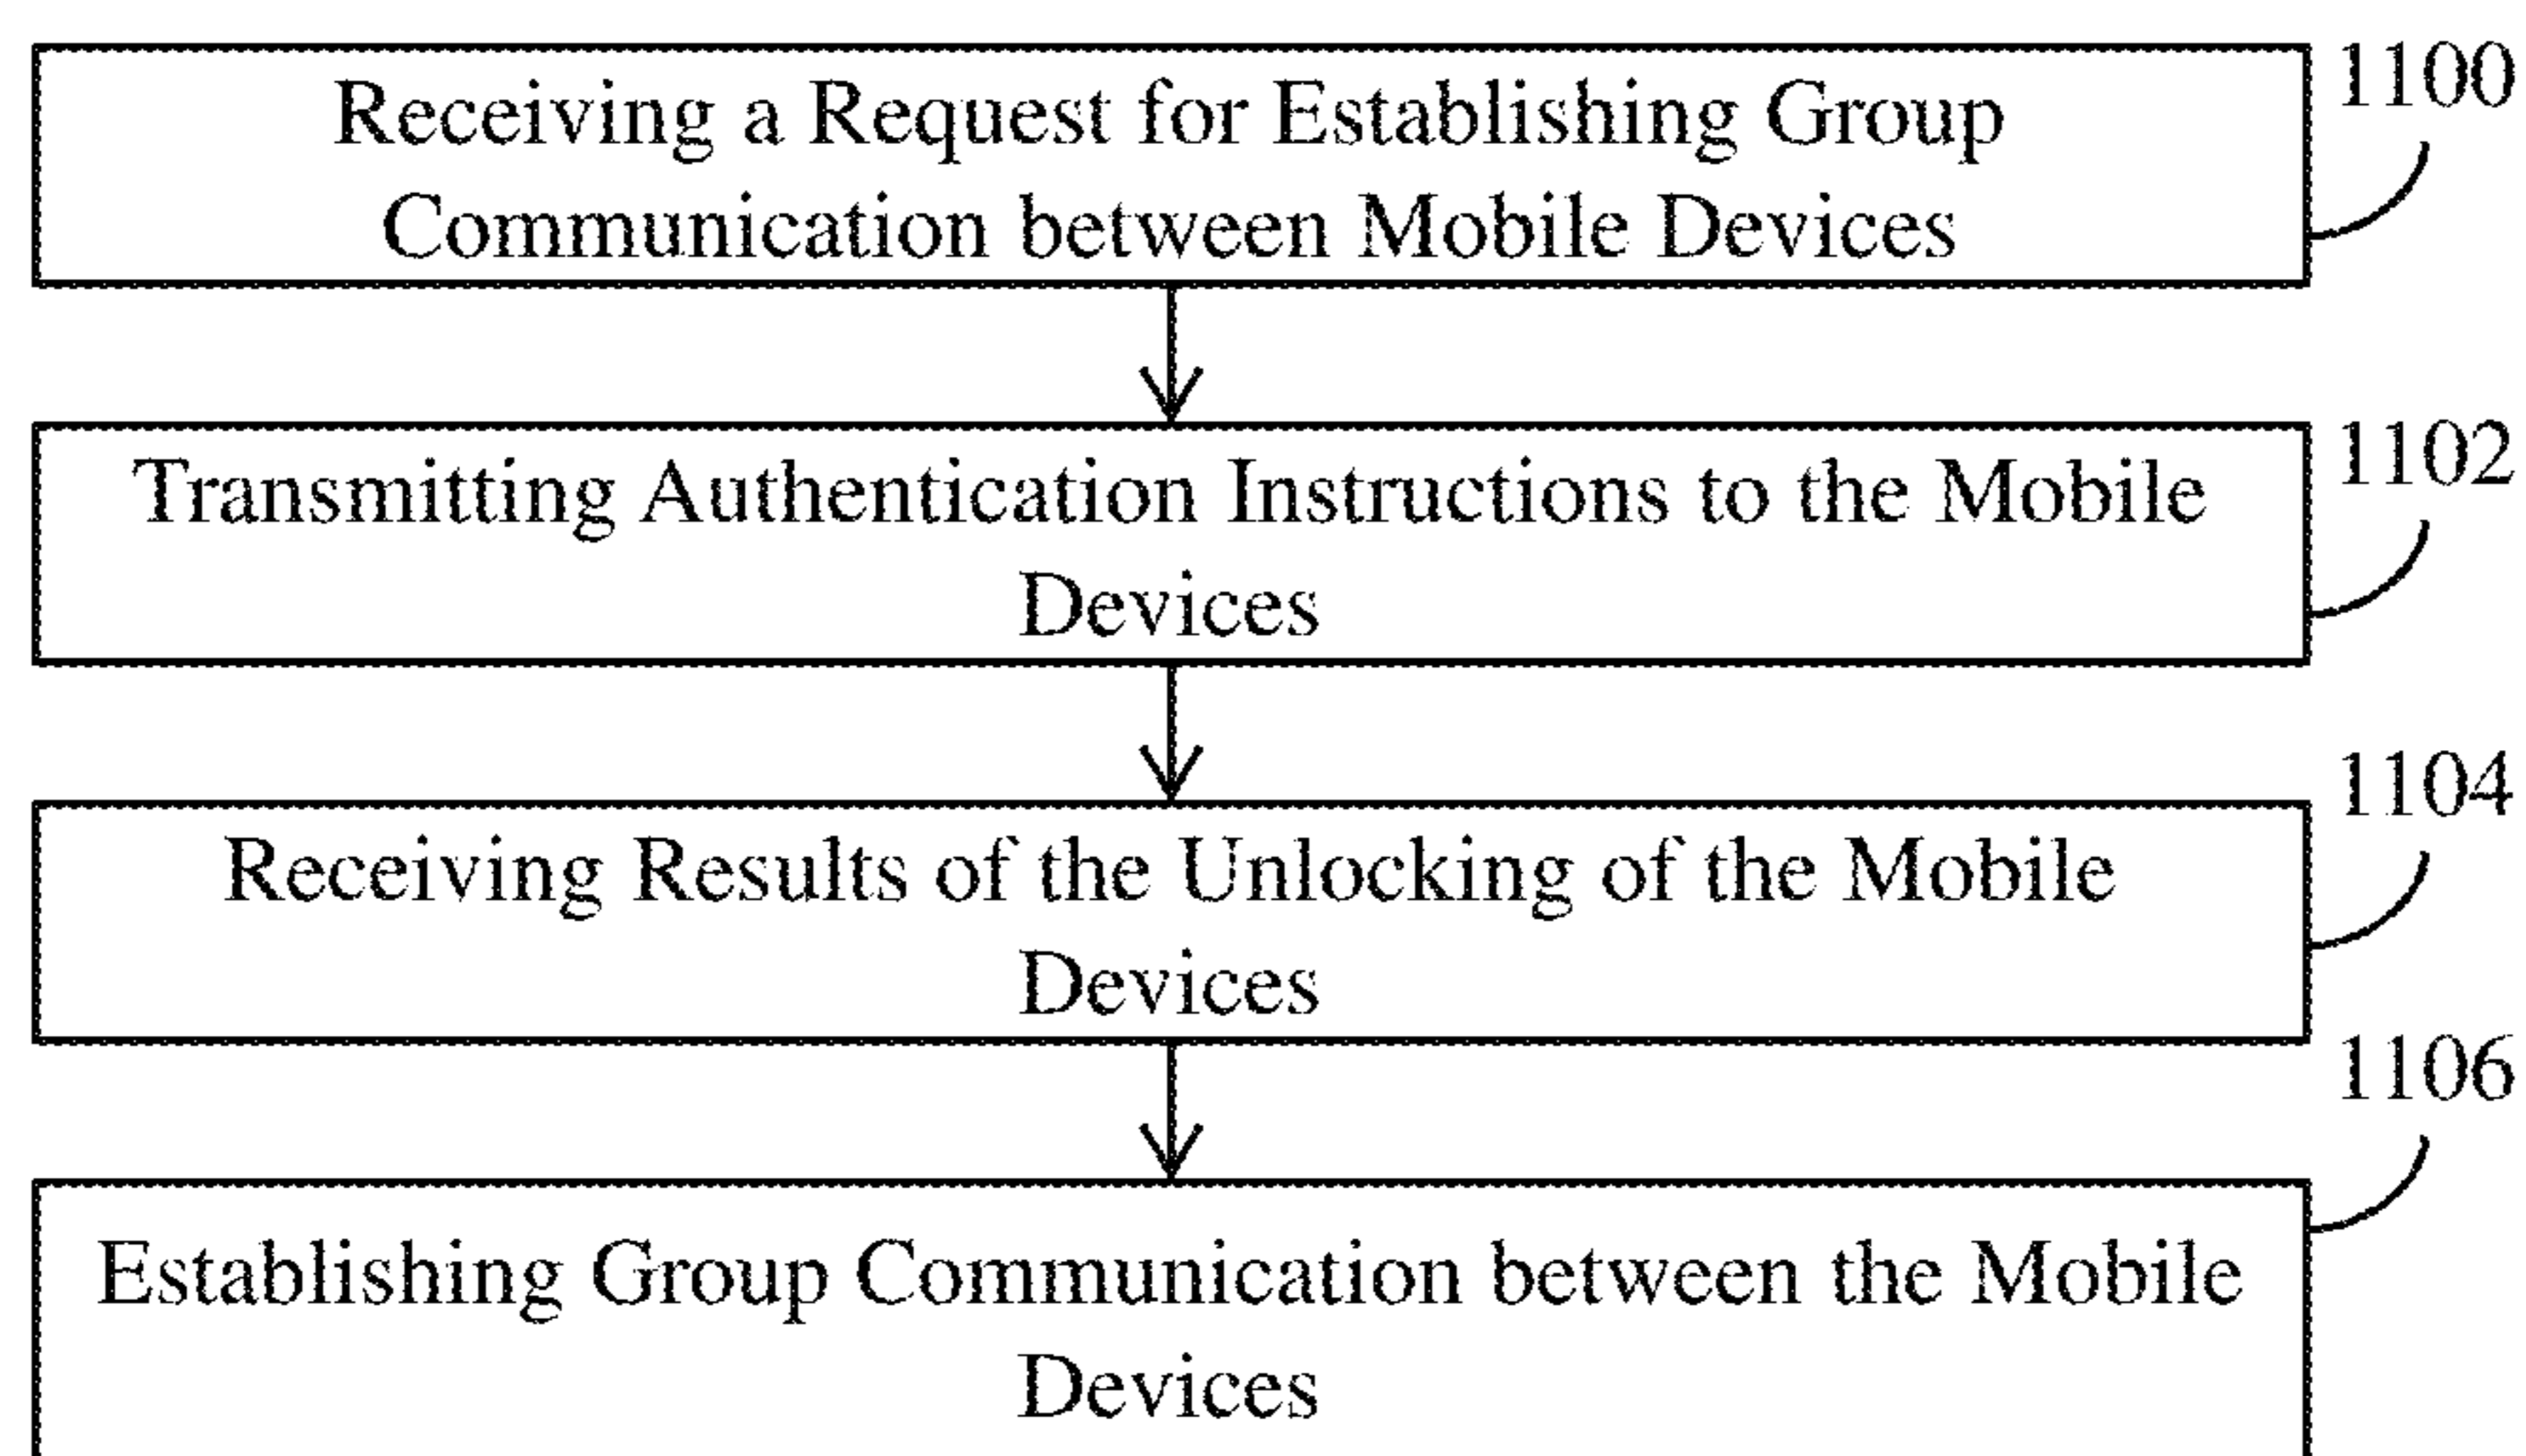 Receiving a Request for Establishing Group
Communication between Mobile Devices
1100
Transmitting Authentication Instructions to the Mobile
Devices
1102
Receiving Results of the Unlocking of the Mobile
Devices
1104
Establishing Group Communication between the Mobile
Devices
1106